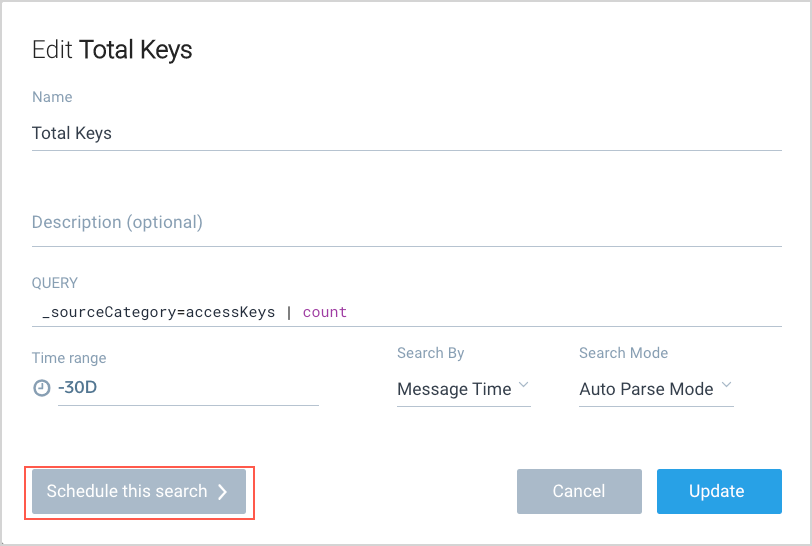 Edit Total Keys
Name
Total Keys
Description (optional)
QUERY
_sourceCategory=accessKeys | count
Time range
Search By
Search Mode
-30D
Message Time
Auto Parse Mode
Schedule this search
Cancel
Update